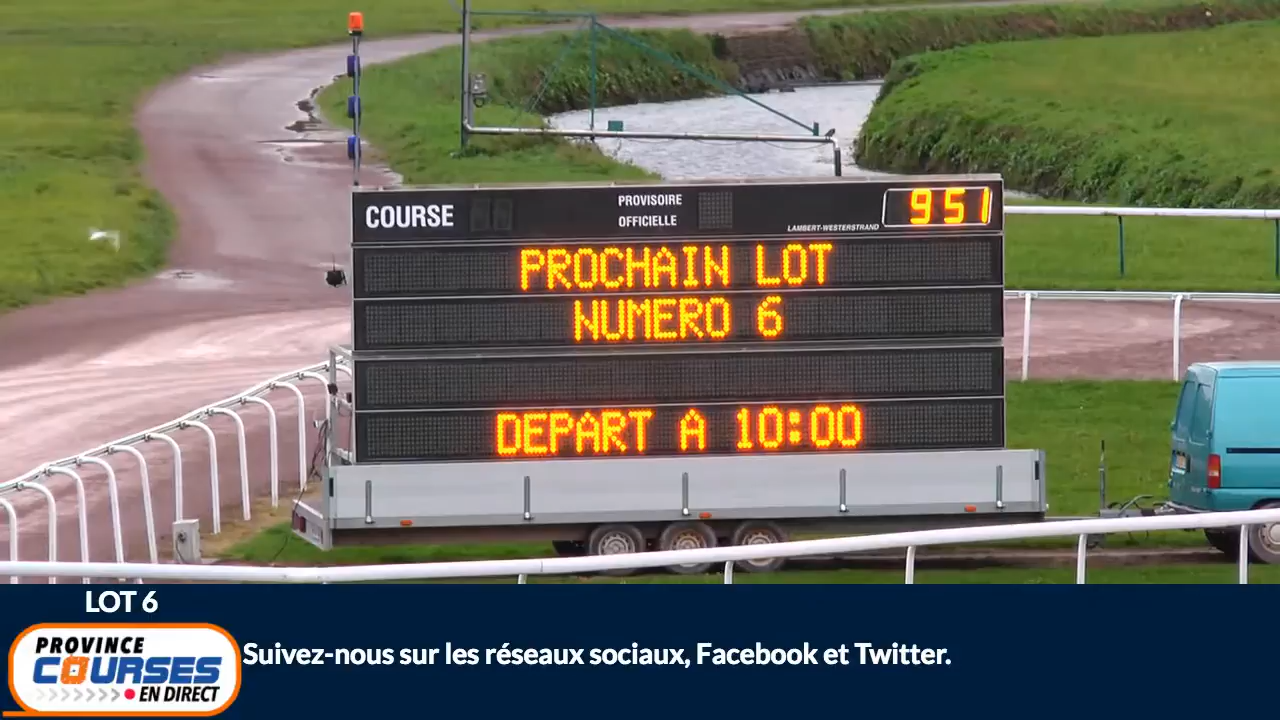 COURSE
PROVISOIRE
OFFICIELLE
LAMBERT-WESTERSTRAND
951
PROCHAIN LOT
NUMERO 6
DEPART A 10:00
LOT 6
PROVINCE
COURSES
EN DIRECT
Suivez-nous sur les réseaux sociaux, Facebook et Twitter.